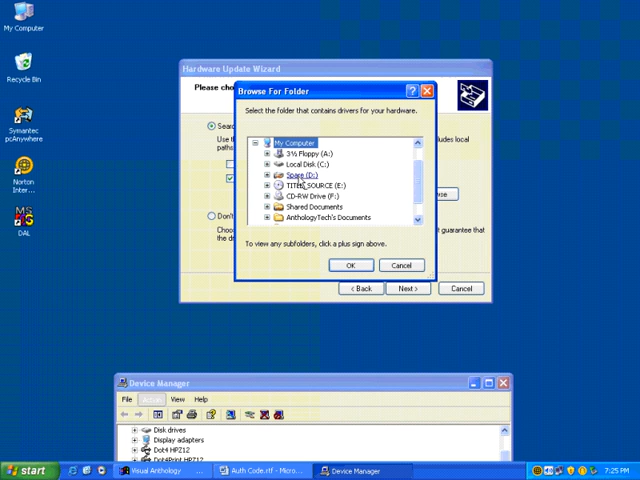 My Computer
Recycle Bin
Symantec
pcAnywhere
Norton
Inter...
DAL
Hardware Update Wizard
Please cho
Browse For Folder
Select the folder that contains drivers for your hardware.
My Computer
3½ Floppy (A:)
Local Disk (C:)
Spare (D:)
TITLE_SOURCE (E:)
CD-RW Drive (F:)
Shared Documents
AnthologyTech's Documents
To view any subfolders, click a plus sign above.
OK
Cancel
Searc
Use th
paths
cludes local
wse
Don't
Choo
the dr
t guarantee that
< Back
Next >
Cancel
Device Manager
File
Action
View
Help
Disk drives
Display adapters
Dot4 HPZ12
Dot4Print HPZ12
start
Visual Anthology ...
Auth Code.rtf - Micro...
Device Manager
7:25 PM